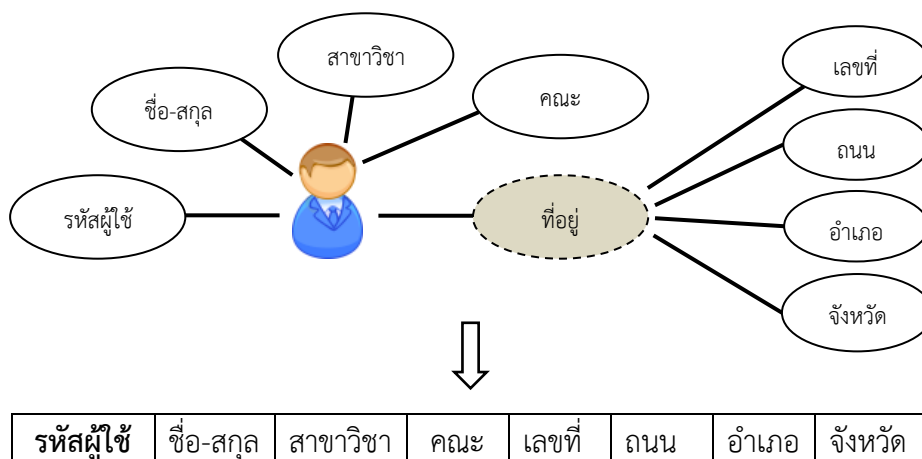 สาขาวิชา
เลขที่
ชื่อ-สกุล
คณะ
ถนน
รหัสผู้ใช้
ที่อยู่
อำเภอ
จังหวัด
รหัสผู้ใช้ ชื่อ-สกุล สาขาวิชา คณะ เลขที่ ถนน อำเภอ จังหวัด